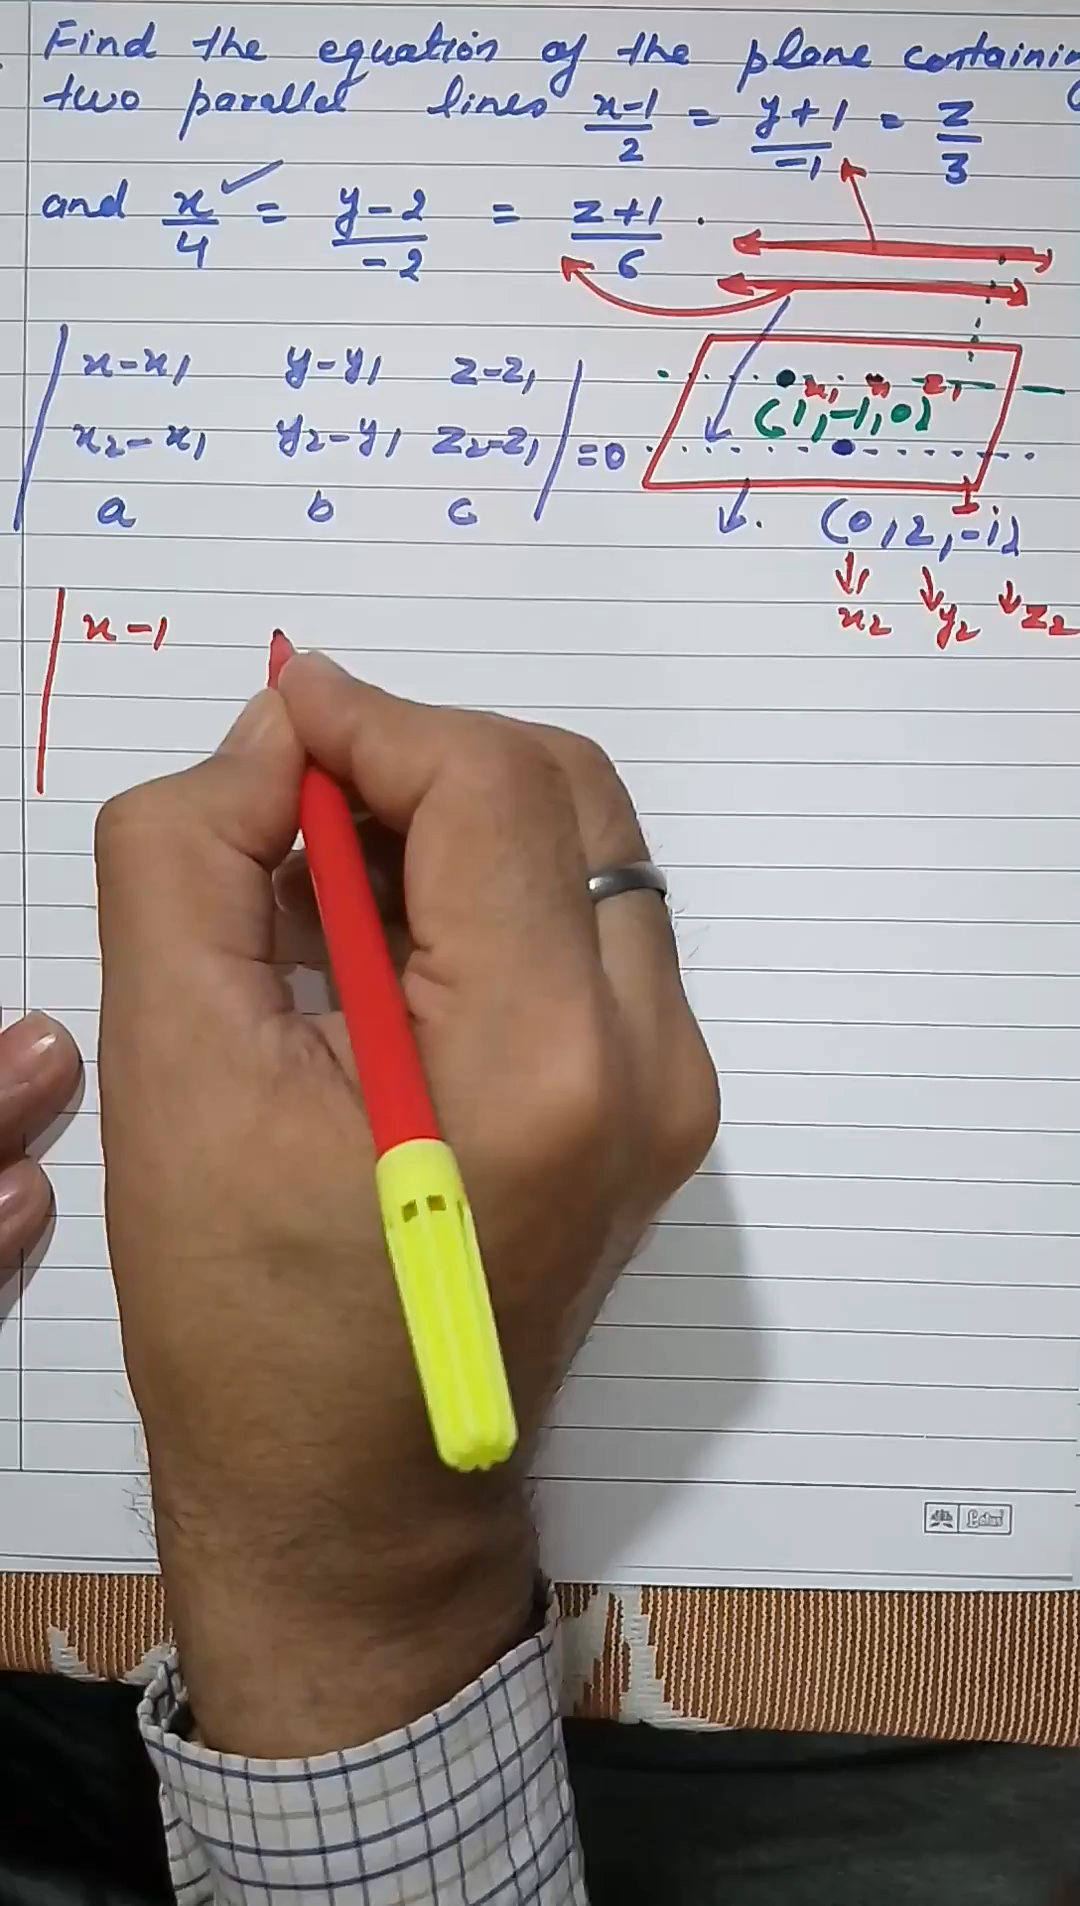 Find the equation of the plane containing
two parallel lines x-1/2 = y+1/-1 = z/3
and x/4 = y-2/-2 = z+1/6 .
| x-x₁ y-y₁ z-z₁ |
| x₂-x₁ y₂-y₁ z₂-z₁ | = 0
| a b c |
x₁ z₁
(1,-1,0)
(0,2,-1)
x₂ y₂ z₂
| x-1